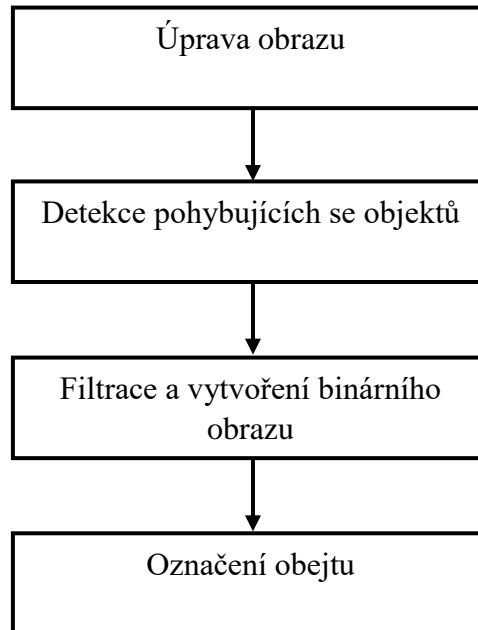 Úprava obrazu
Detekce pohybujících se objektů
Filtrace a vytvoření binárního
obrazu
Označení obejtu